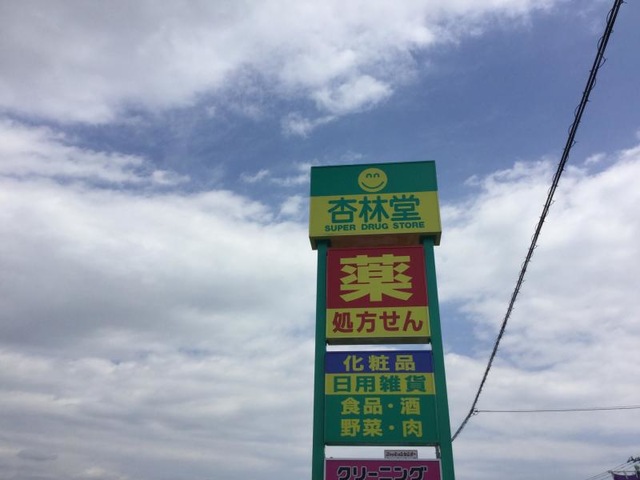 杏林堂
SUPER DRUG STORE
薬
処方せん
化粧品
日用雑貨
食品・酒
野菜・肉
クリーニング